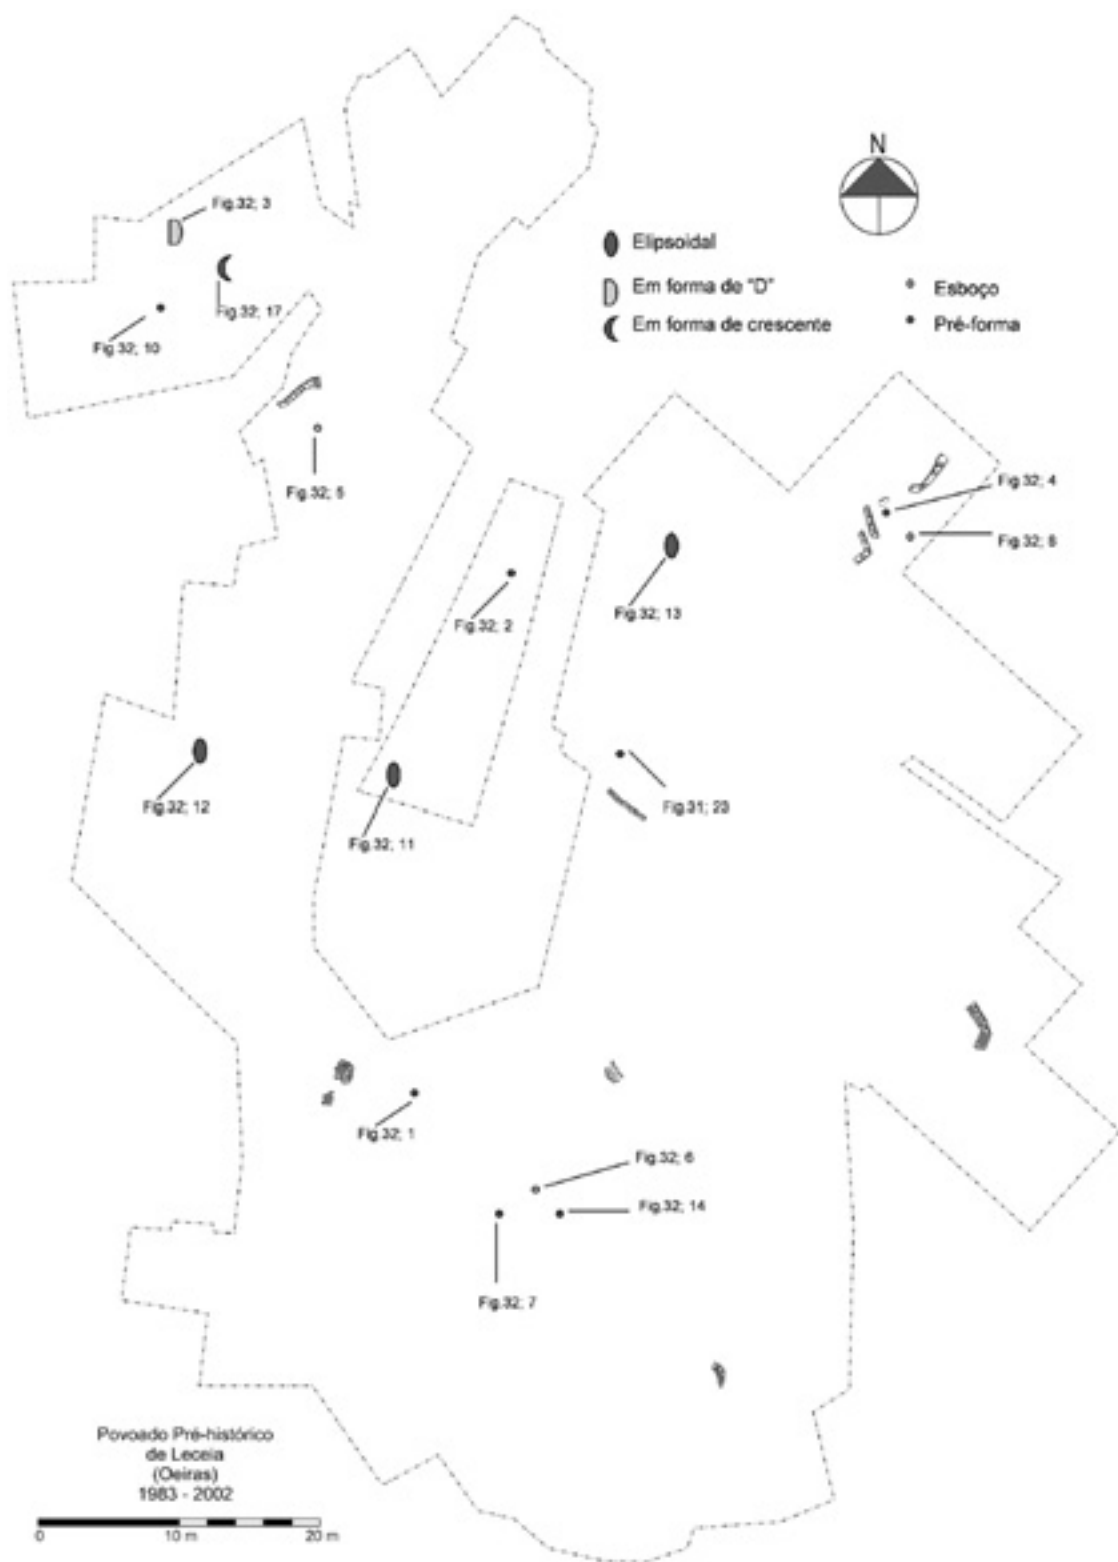 N
Fig.32; 3
Elipsoidal
Em forma de "D"
Esboço
Fig.32; 17
Em forma de crescente
Pré-forma
Fig.32; 10
Fig.32; 5
Fig.32; 4
Fig.32; 8
Fig.32; 13
Fig.32; 2
Fig.32; 12
Fig.31; 23
Fig.32; 11
Fig.32; 1
Fig.32; 6
Fig.32; 14
Fig.32; 7
Povoado Pré-histórico
de Leceia
(Oeiras)
1983 - 2002
0 10 m 20 m